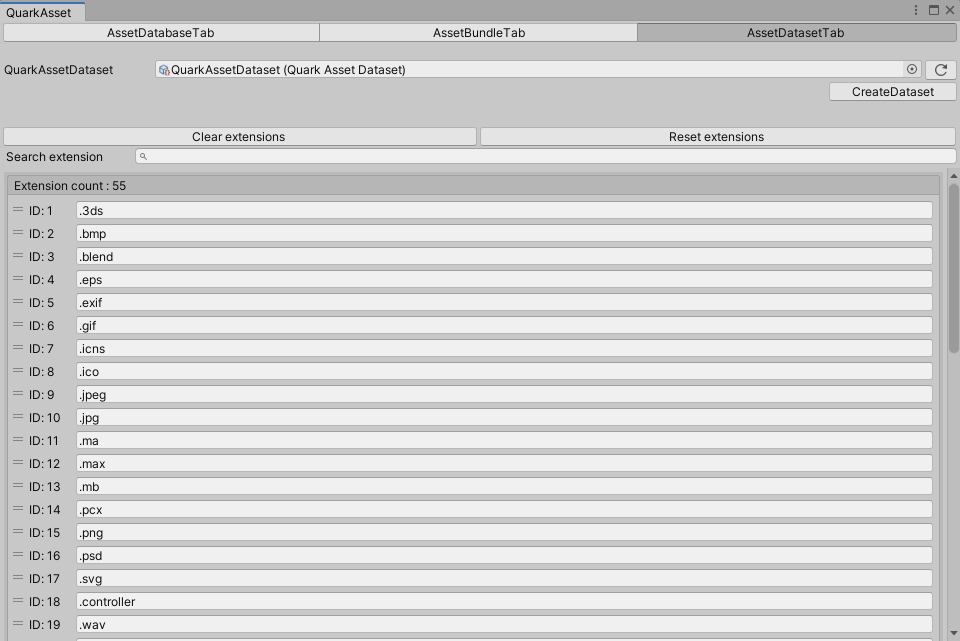 QuarkAsset
AssetDatabaseTab AssetBundleTab AssetDatasetTab
QuarkAssetDataset QuarkAssetDataset (Quark Asset Dataset)
CreateDataset
Clear extensions Reset extensions
Search extension
Extension count : 55
ID: 1 .3ds
ID: 2 .bmp
ID: 3 .blend
ID: 4 .eps
ID: 5 .exif
ID: 6 .gif
ID: 7 .icns
ID: 8 .ico
ID: 9 .jpeg
ID: 10 .jpg
ID: 11 .ma
ID: 12 .max
ID: 13 .mb
ID: 14 .pcx
ID: 15 .png
ID: 16 .psd
ID: 17 .svg
ID: 18 .controller
ID: 19 .wav